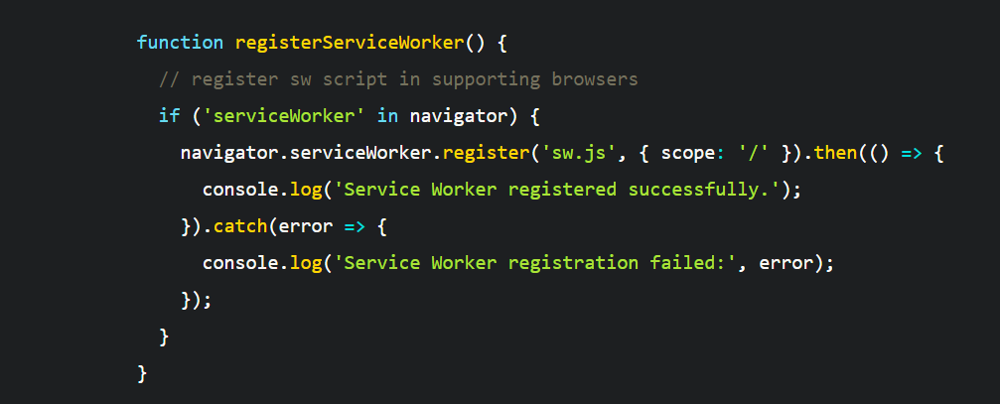 function registerServiceWorker() {
  // register sw script in supporting browsers
  if ('serviceWorker' in navigator) {
    navigator.serviceWorker.register('sw.js', { scope: '/' }).then(() => {
      console.log('Service Worker registered successfully.');
    }).catch(error => {
      console.log('Service Worker registration failed:', error);
    });
  }
}